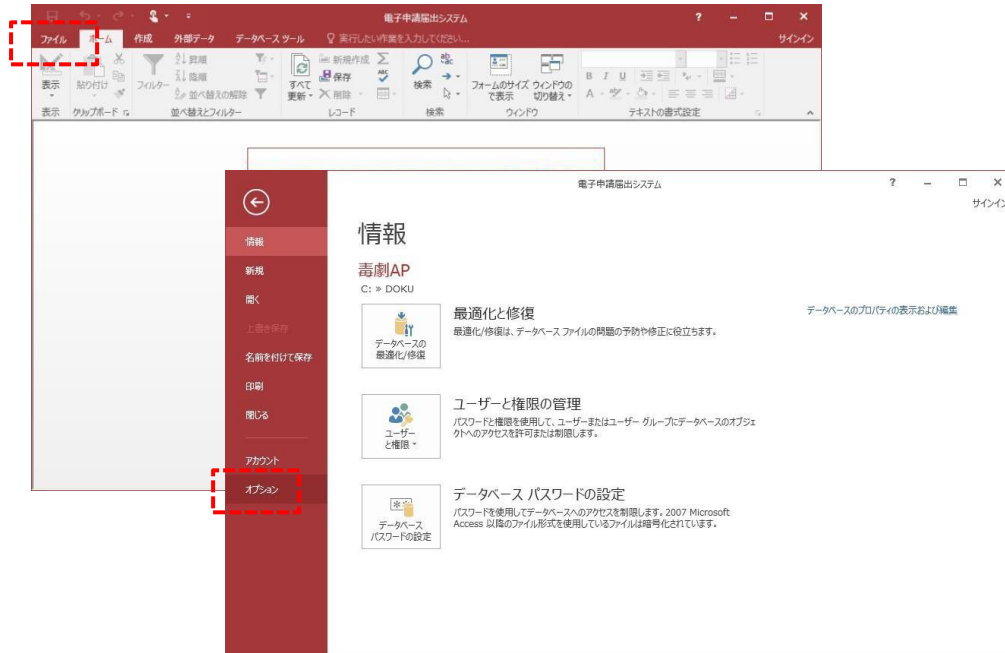 電子申請届出システム
ファイル ホーム 作成 外部データ データベース ツール 実行したい作業を入力してください... サインイン
表示 貼り付け フィルター 昇順 すべて更新 新規作成 検索 フォームのサイズで表示 ウィンドウの切り替え
降順 保存 B I U
並べ替えの解除 削除 A
表示 クリップボード 並べ替えとフィルター レコード 検索 ウィンドウ テキストの書式設定
電子申請届出システム
サインイン
情報
情報
新規
毒劇AP
C: » DOKU
開く
上書き保存
名前を付けて保存
印刷
閉じる
アカウント
オプション
データベースの
最適化/修復
最適化と修復
最適化/修復は、データベース ファイルの問題の予防や修正に役立ちます。
データベースのプロパティの表示および編集
ユーザー
と権限
ユーザーと権限の管理
パスワードと権限を使用して、ユーザーまたはユーザー グループにデータベースのオブジェ
クトへのアクセスを許可または制限します。
データベース
パスワードの設定
データベース パスワードの設定
パスワードを使用してデータベースへのアクセスを制限します。2007 Microsoft
Access 以降のファイル形式を使用しているファイルは暗号化されています。